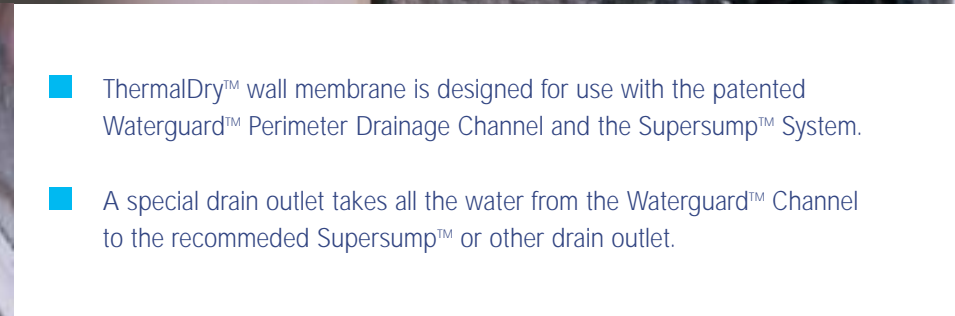 ThermalDry™ wall membrane is designed for use with the patented
Waterguard™ Perimeter Drainage Channel and the Supersump™ System.
A special drain outlet takes all the water from the Waterguard™ Channel
to the recommeded Supersump™ or other drain outlet.